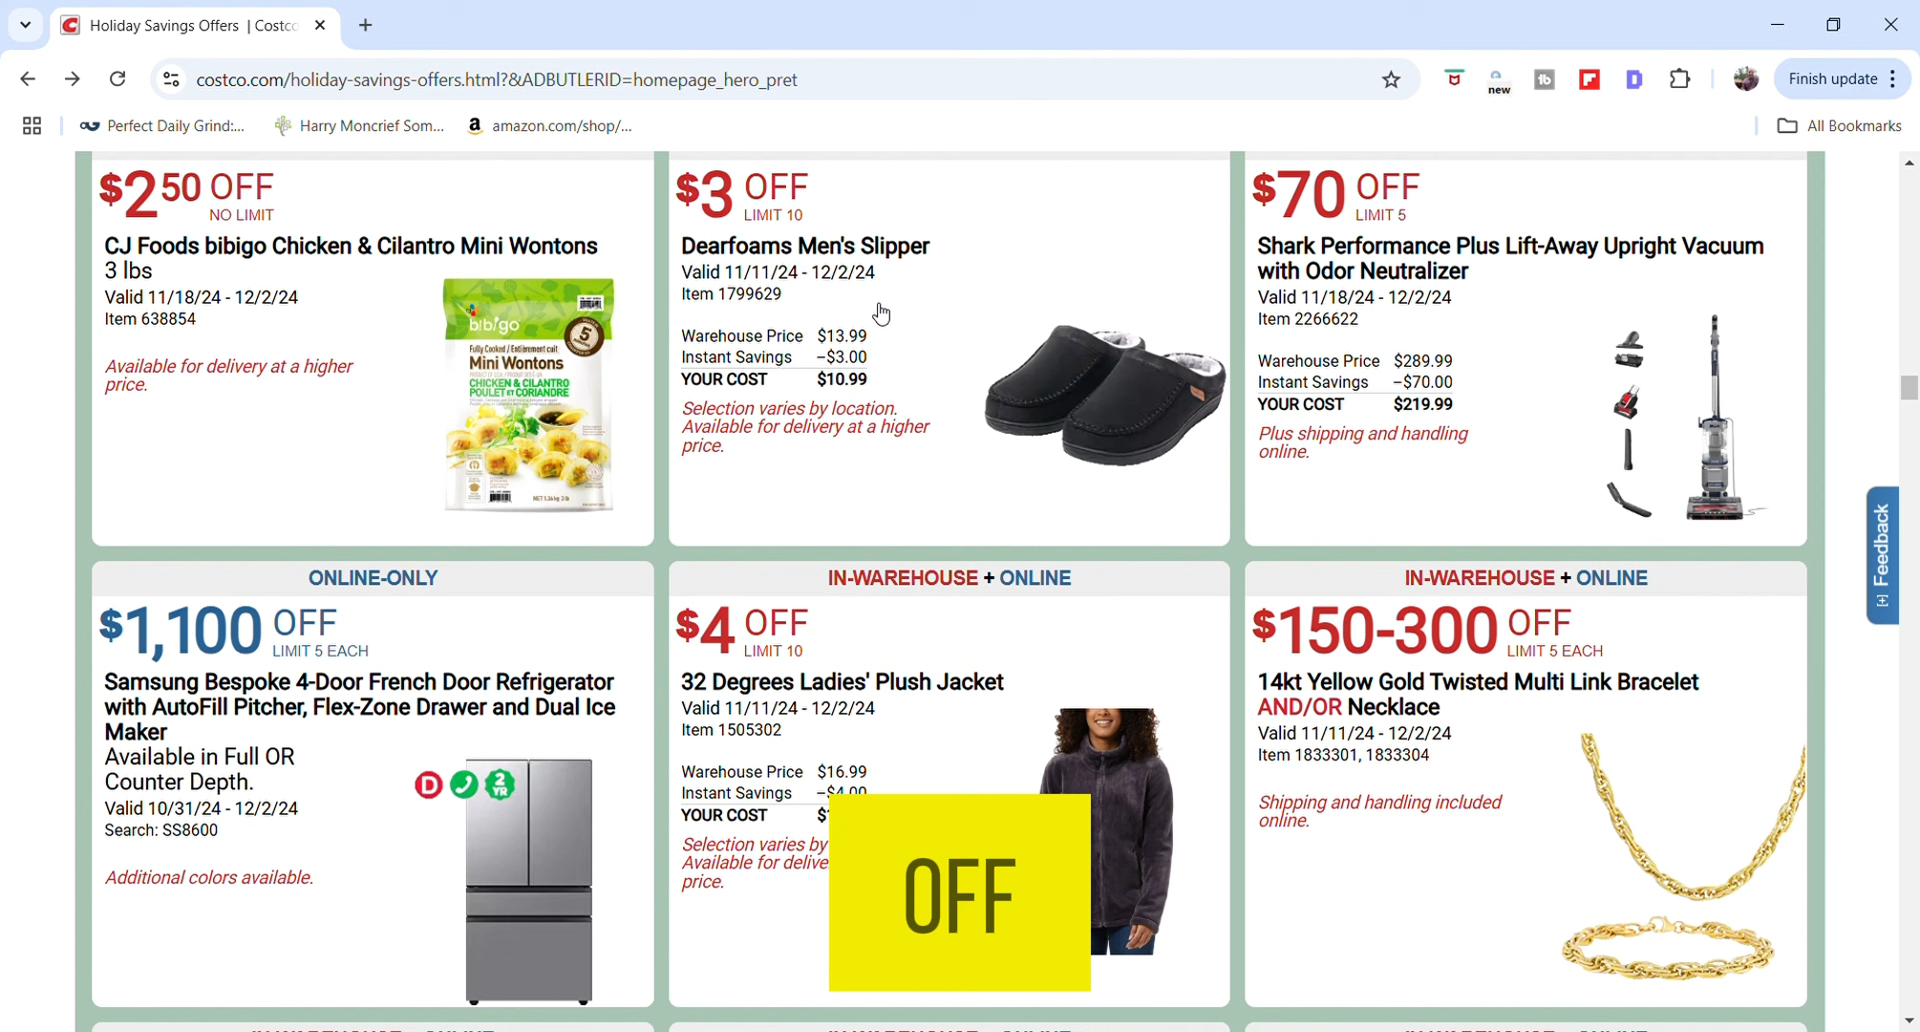 Holiday Savings Offers | Costco
costco.com/holiday-savings-offers.html?&ADBUTLERID=homepage_hero_pret
new
tb
Finish update
Perfect Daily Grind:...
Harry Moncrief Som...
amazon.com/shop/...
All Bookmarks
$2 50 OFF
NO LIMIT
CJ Foods bibigo Chicken & Cilantro Mini Wontons
3 lbs
Valid 11/18/24 - 12/2/24
Item 638854
Available for delivery at a higher
price.
bibigo
Fully Cooked / Entièrement cuit
Mini Wontons
CHICKEN & CILANTRO
POULET ET CORIANDRE
5
$3 OFF
LIMIT 10
Dearfoams Men's Slipper
Valid 11/11/24 - 12/2/24
Item 1799629
Warehouse Price $13.99
Instant Savings –$3.00
YOUR COST $10.99
Selection varies by location.
Available for delivery at a higher
price.
$70 OFF
LIMIT 5
Shark Performance Plus Lift-Away Upright Vacuum
with Odor Neutralizer
Valid 11/18/24 - 12/2/24
Item 2266622
Warehouse Price $289.99
Instant Savings –$70.00
YOUR COST $219.99
Plus shipping and handling
online.
[+] Feedback
ONLINE-ONLY
$1,100 OFF
LIMIT 5 EACH
Samsung Bespoke 4-Door French Door Refrigerator
with AutoFill Pitcher, Flex-Zone Drawer and Dual Ice
Maker
Available in Full OR
Counter Depth.
Valid 10/31/24 - 12/2/24
Search: SS8600
Additional colors available.
D
2
YR
IN-WAREHOUSE + ONLINE
$4 OFF
LIMIT 10
32 Degrees Ladies' Plush Jacket
Valid 11/11/24 - 12/2/24
Item 1505302
Warehouse Price $16.99
Instant Savings –$4.00
YOUR COST $
Selection varies by
Available for delive
price.
OFF
IN-WAREHOUSE + ONLINE
$150-300 OFF
LIMIT 5 EACH
14kt Yellow Gold Twisted Multi Link Bracelet
AND/OR Necklace
Valid 11/11/24 - 12/2/24
Item 1833301, 1833304
Shipping and handling included
online.